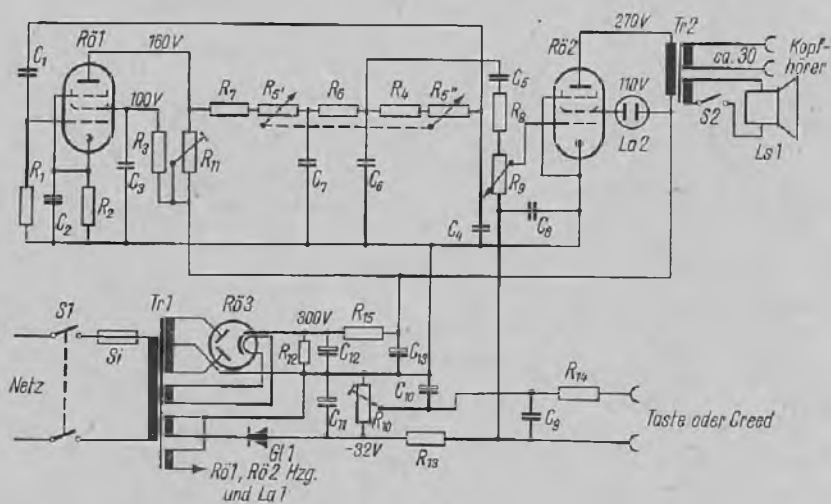 Rö1
160V
C1
100V
R1
C2
R2
C3
R3
R11
R7
R5'
R6
R4
R5"
C7
C6
C4
C5
R8
R9
C8
Rö2
270V
110V
La 2
Tr2
ca. 30
Kopf-
hörer
S2
Ls1
S1
Si
Netz
Tr1
Rö3
300V
R15
R12
C12
C13
C11
R10
C10
-32V
Gl1
R13
R14
C9
Taste oder Creed
Rö1, Rö2 Hzg.
und La1